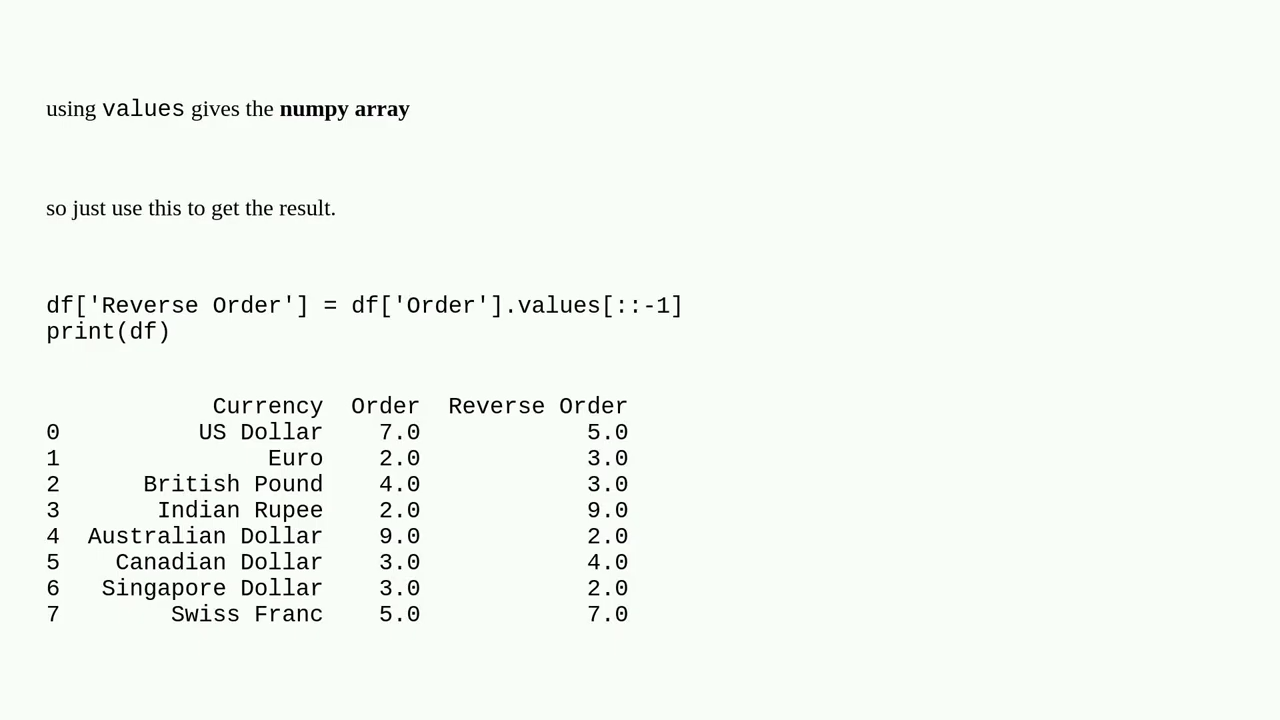 using values gives the numpy array
so just use this to get the result.
df['Reverse Order'] = df['Order'].values[::-1]
print(df)
            Currency  Order  Reverse Order
0          US Dollar    7.0            5.0
1               Euro    2.0            3.0
2      British Pound    4.0            3.0
3       Indian Rupee    2.0            9.0
4  Australian Dollar    9.0            2.0
5    Canadian Dollar    3.0            4.0
6   Singapore Dollar    3.0            2.0
7        Swiss Franc    5.0            7.0